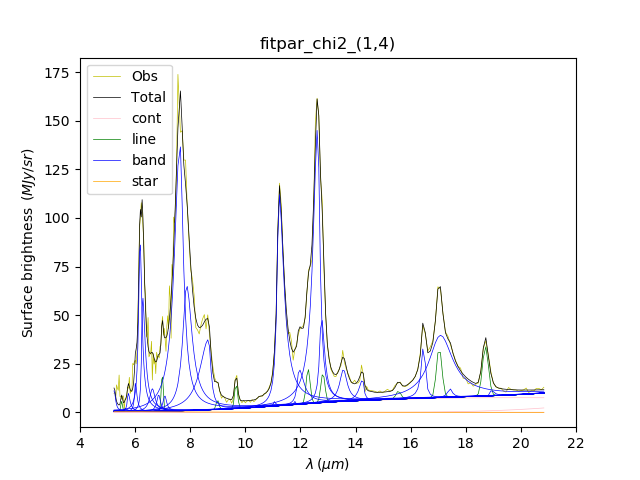 fitpar_chi2_(1,4)
Surface brightness (MJy/sr)
175
150
125
100
75
50
25
0
Obs
Total
cont
line
band
star
4 6 8 10 12 14 16 18 20 22
λ (μm)